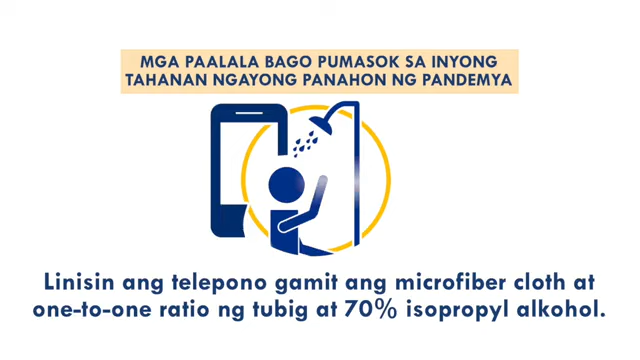 MGA PAALALA BAGO PUMASOK SA INYONG
TAHANAN NGAYONG PANAHON NG PANDEMYA
Linisin ang telepono gamit ang microfiber cloth at
one-to-one ratio ng tubig at 70% isopropyl alkohol.